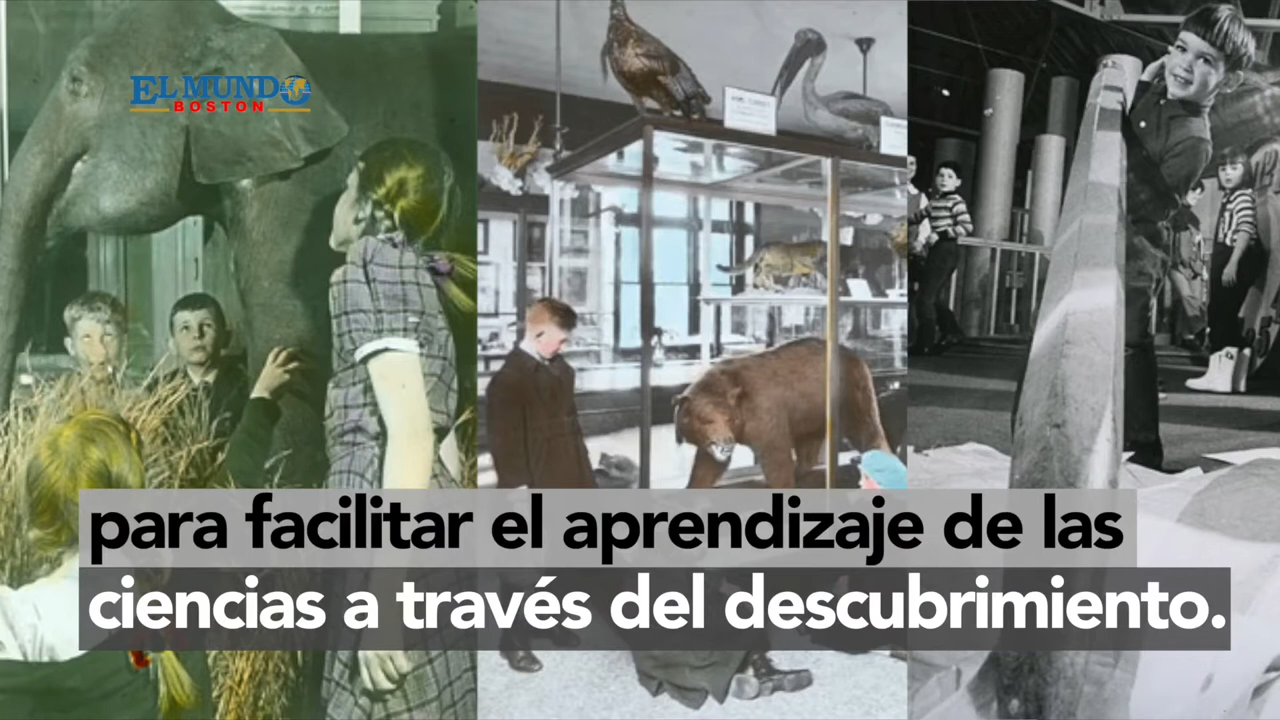 EL MUNDO
BOSTON
para facilitar el aprendizaje de las
ciencias a través del descubrimiento.